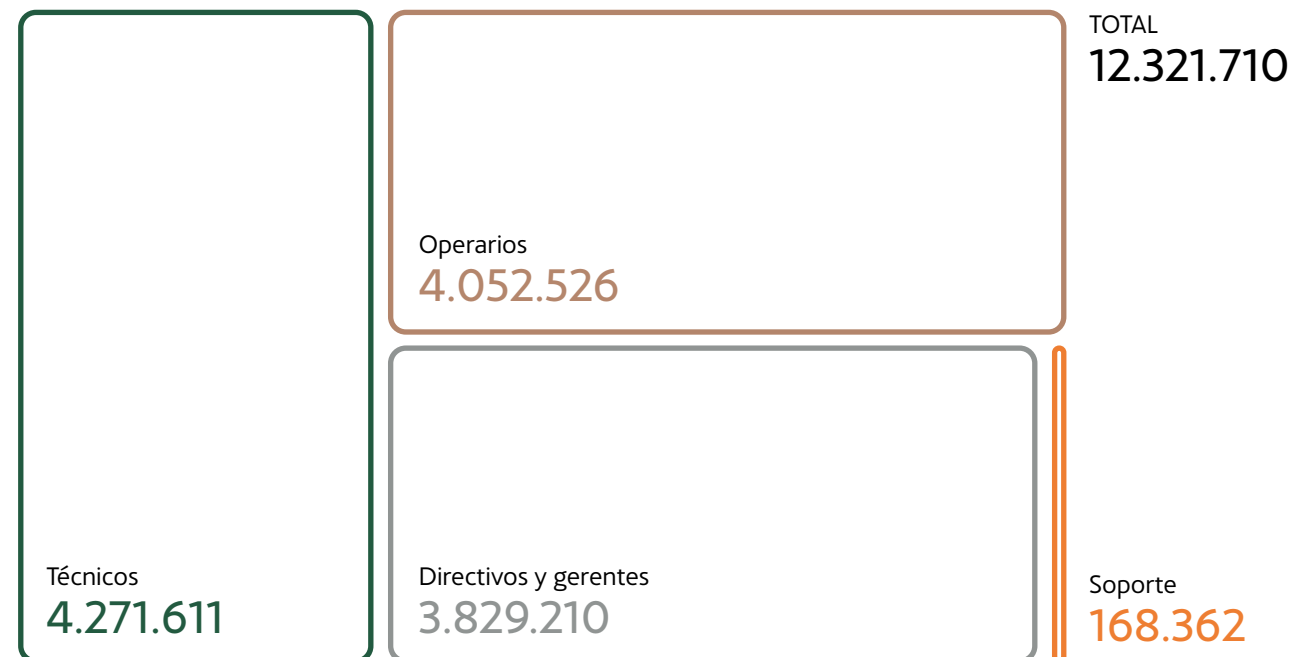 TOTAL
12.321.710
Operarios
4.052.526
Técnicos
4.271.611
Directivos y gerentes
3.829.210
Soporte
168.362